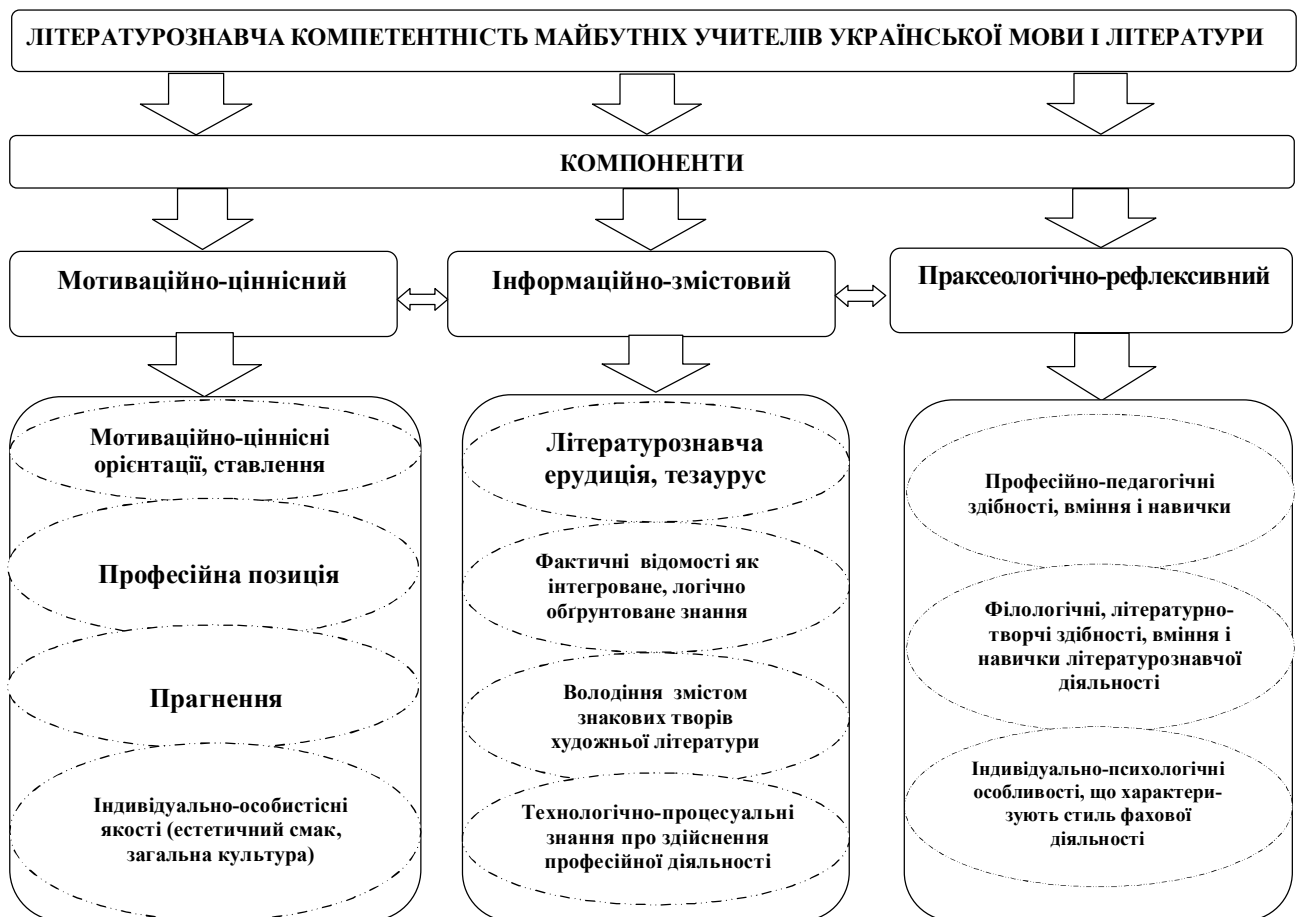 ЛІТЕРАТУРОЗНАВЧА КОМПЕТЕНТНІСТЬ МАЙБУТНІХ УЧИТЕЛІВ УКРАЇНСЬКОЇ МОВИ І ЛІТЕРАТУРИ
КОМПОНЕНТИ
Мотиваційно-ціннісний
Інформаційно-змістовий
Праксеологічно-рефлексивний
Мотиваційно-ціннісні
орієнтації, ставлення
Професійна позиція
Прагнення
Індивідуально-особистісні
якості (естетичний смак,
загальна культура)
Літературознавча
ерудиція, тезаурус
Фактичні відомості як
інтегроване, логічно
обґрунтоване знання
Володіння змістом
знакових творів
художньої літератури
Технологічно-процесуальні
знання про здійснення
професійної діяльності
Професійно-педагогічні
здібності, вміння і навички
Філологічні, літературно-
творчі здібності, вміння і
навички літературознавчої
діяльності
Індивідуально-психологічні
особливості, що характери-
зують стиль фахової
діяльності